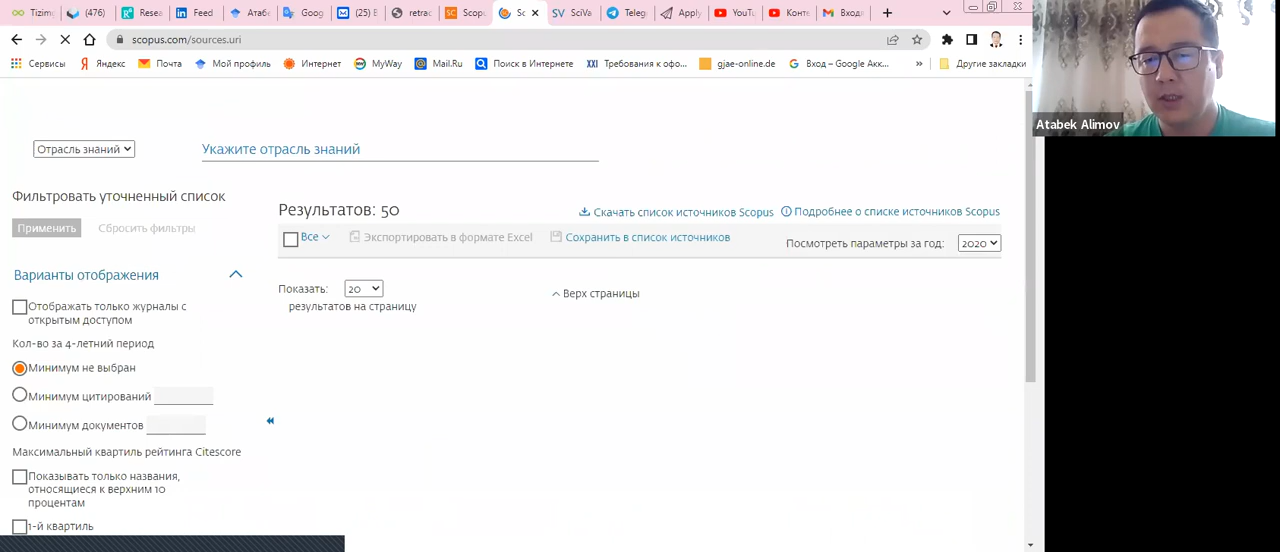 Tizimg
(476)
Resea
Feed
Атабе
Goog
(25) В
retrac
Scopu
Sc
SciVa
Teleg
Apply
YouTu
Конте
Входя
scopus.com/sources.uri
Сервисы
Яндекс
Почта
Мой профиль
Интернет
MyWay
Mail.Ru
Поиск в Интернете
XXI Требования к офо...
gjae-online.de
Вход – Google Акк...
»
Другие закладки
Atabek Alimov
Отрасль знаний
Укажите отрасль знаний
Фильтровать уточненный список
Применить
Сбросить фильтры
Результатов: 50
Скачать список источников Scopus
Подробнее о списке источников Scopus
Все
Экспортировать в формате Excel
Сохранить в список источников
Посмотреть параметры за год:
2020
Варианты отображения
Показать:
20
результатов на страницу
Верх страницы
Отображать только журналы с
открытым доступом
Кол-во за 4-летний период
Минимум не выбран
Минимум цитирований
Минимум документов
Максимальный квартиль рейтинга Citescore
Показывать только названия,
относящиеся к верхним 10
процентам
1-й квартиль